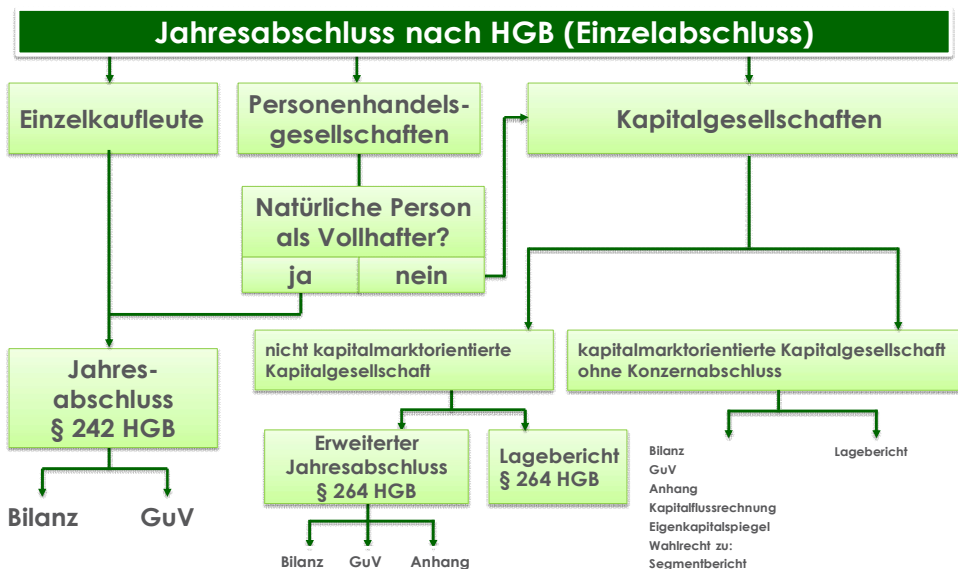 Jahresabschluss nach HGB (Einzelabschluss)
Einzelkaufleute
Personenhandels-
gesellschaften
Kapitalgesellschaften
Natürliche Person
als Vollhafter?
ja
nein
nicht kapitalmarktorientierte
Kapitalgesellschaft
kapitalmarktorientierte Kapitalgesellschaft
ohne Konzernabschluss
Jahres-
abschluss
§ 242 HGB
Bilanz
GuV
Erweiterter
Jahresabschluss
§ 264 HGB
Lagebericht
§ 264 HGB
Bilanz
GuV
Anhang
Bilanz
GuV
Anhang
Kapitalflussrechnung
Eigenkapitalspiegel
Wahlrecht zu:
Segmentbericht
Lagebericht